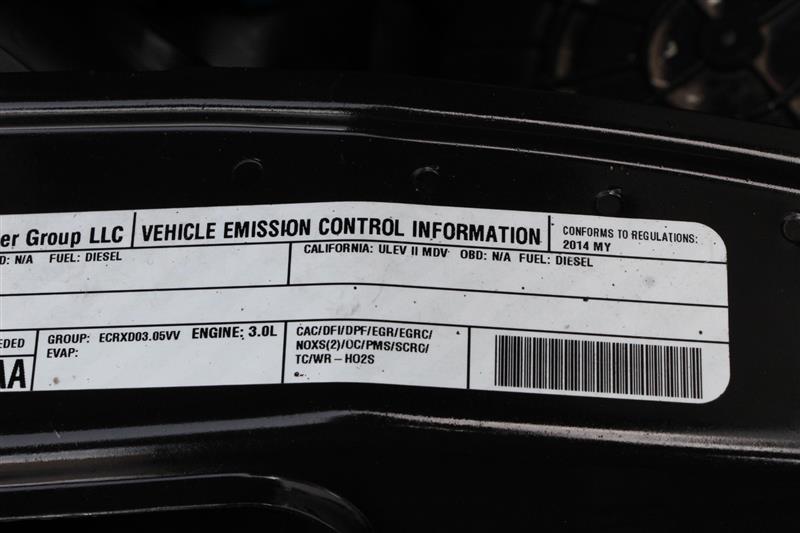 er Group LLC
VEHICLE EMISSION CONTROL INFORMATION
CONFORMS TO REGULATIONS:
2014 MY
D: N/A FUEL: DIESEL
CALIFORNIA: ULEV II MDV OBD: N/A FUEL: DIESEL
EEDED
AA
GROUP: ECRXD03.05VV ENGINE: 3.0L
EVAP:
CAC/DFI/DPF/EGR/EGRC/
NOXS(2)/OC/PMS/SCRC/
TC/WR-HO2S